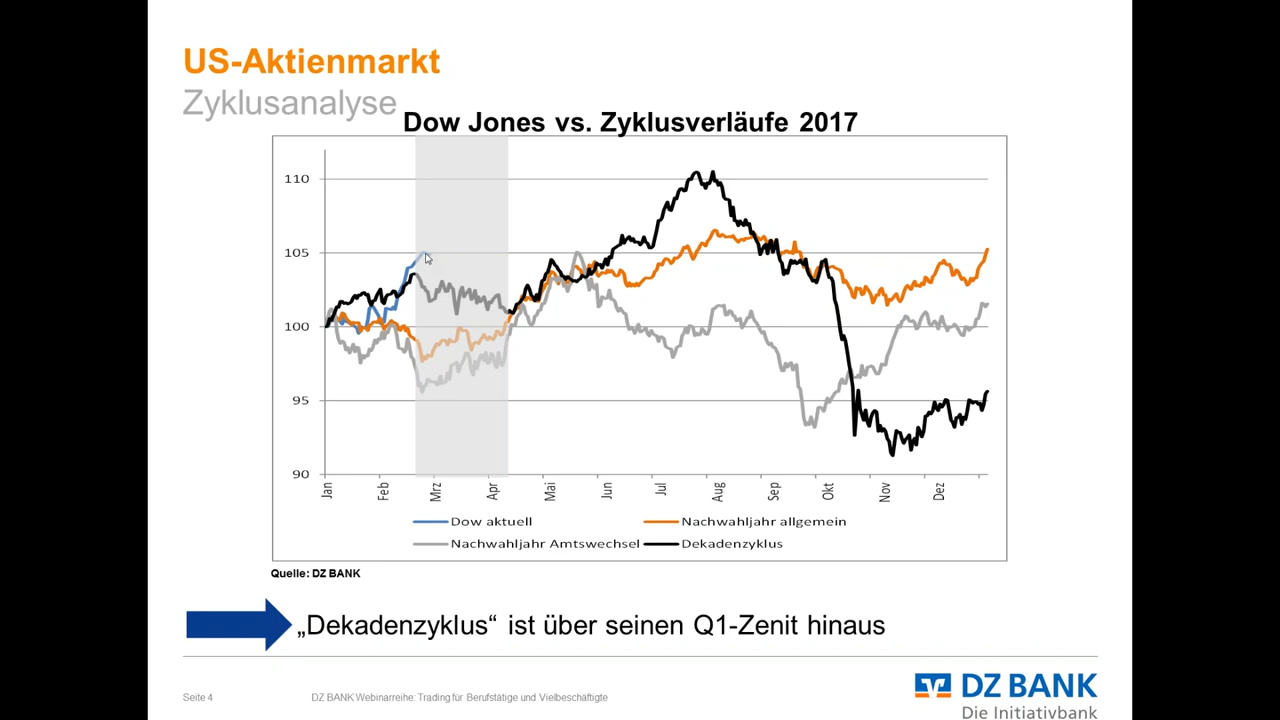 US-Aktienmarkt
Zyklusanalyse
Dow Jones vs. Zyklusverläufe 2017
110
105
100
95
90
Jan
Feb
Mrz
Apr
Mai
Jun
Jul
Aug
Sep
Okt
Nov
Dez
Dow aktuell
Nachwahljahr allgemein
Nachwahljahr Amtswechsel
Dekadenzyklus
Quelle: DZ BANK
„Dekadenzyklus“ ist über seinen Q1-Zenit hinaus
Seite 4
DZ BANK Webinarreihe: Trading für Berufstätige und Vielbeschäftigte
DZ BANK
Die Initiativbank